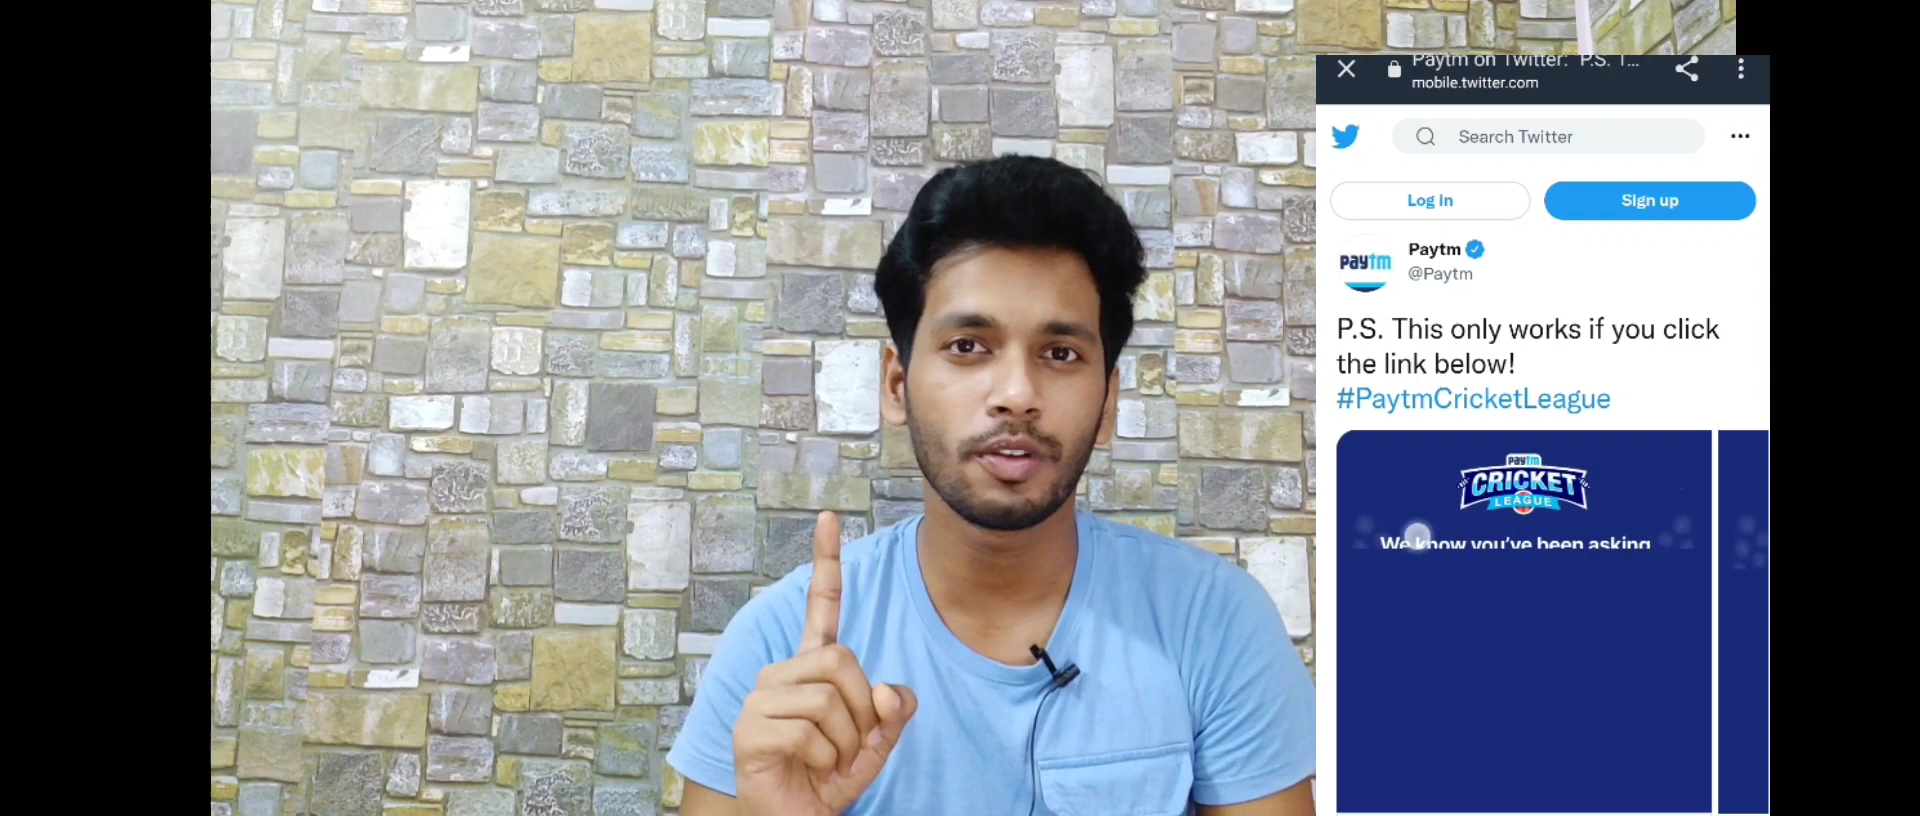 Paytm on Twitter: "P.S. T...
mobile.twitter.com
Search Twitter
Log in
Sign up
paytm
Paytm
@Paytm
P.S. This only works if you click
the link below!
#PaytmCricketLeague
paytm
CRICKET
LEAGUE
We know you've been asking